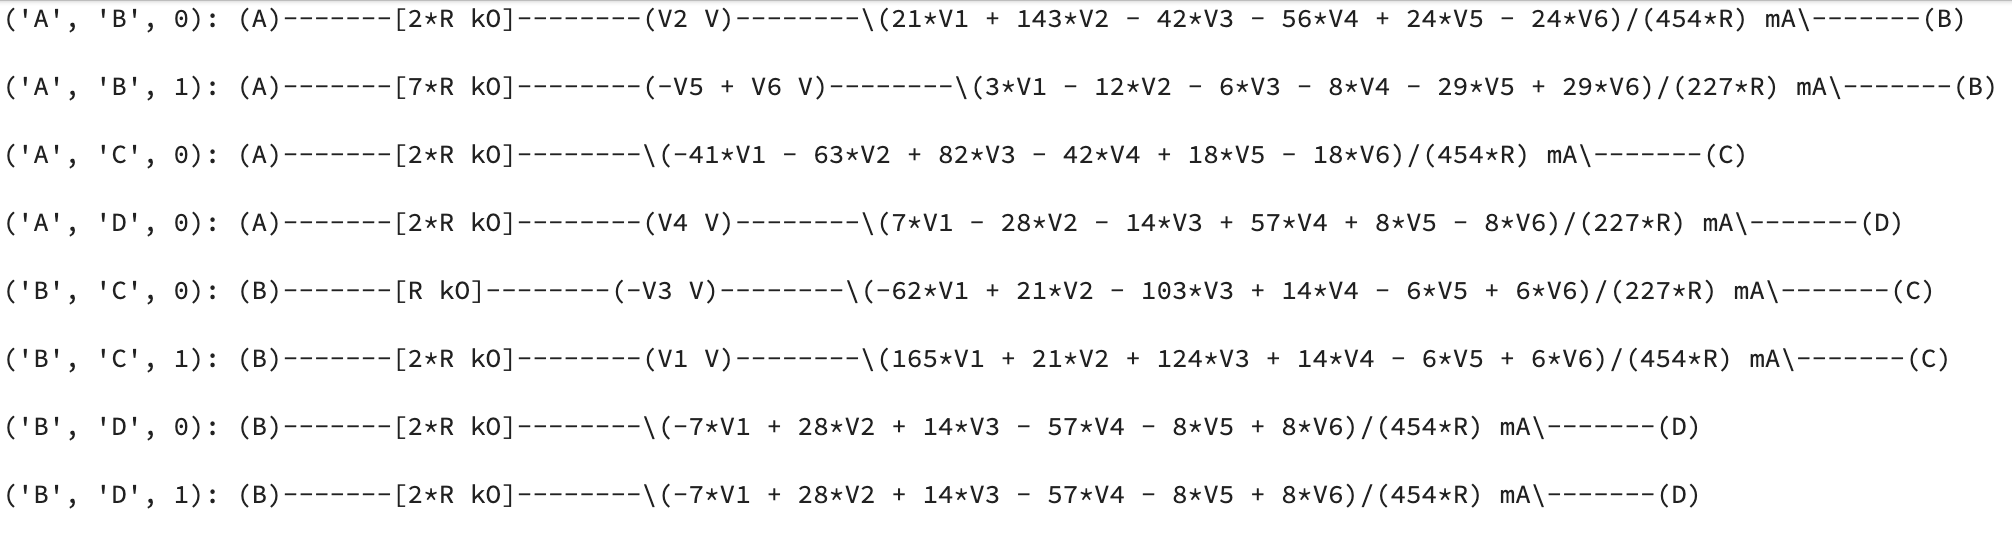 ('A', 'B', 0): (A)-------[2*R kO]--------(V2 V)--------\(21*V1 + 143*V2 - 42*V3 - 56*V4 + 24*V5 - 24*V6)/(454*R) mA\-------(B)
('A', 'B', 1): (A)-------[7*R kO]--------(-V5 + V6 V)--------\(3*V1 - 12*V2 - 6*V3 - 8*V4 - 29*V5 + 29*V6)/(227*R) mA\-------(B)
('A', 'C', 0): (A)-------[2*R kO]--------\(-41*V1 - 63*V2 + 82*V3 - 42*V4 + 18*V5 - 18*V6)/(454*R) mA\-------(C)
('A', 'D', 0): (A)-------[2*R kO]--------(V4 V)--------\(7*V1 - 28*V2 - 14*V3 + 57*V4 + 8*V5 - 8*V6)/(227*R) mA\-------(D)
('B', 'C', 0): (B)-------[R kO]--------(-V3 V)--------\(-62*V1 + 21*V2 - 103*V3 + 14*V4 - 6*V5 + 6*V6)/(227*R) mA\-------(C)
('B', 'C', 1): (B)-------[2*R kO]--------(V1 V)--------\(165*V1 + 21*V2 + 124*V3 + 14*V4 - 6*V5 + 6*V6)/(454*R) mA\-------(C)
('B', 'D', 0): (B)-------[2*R kO]--------\(-7*V1 + 28*V2 + 14*V3 - 57*V4 - 8*V5 + 8*V6)/(454*R) mA\-------(D)
('B', 'D', 1): (B)-------[2*R kO]--------\(-7*V1 + 28*V2 + 14*V3 - 57*V4 - 8*V5 + 8*V6)/(454*R) mA\-------(D)